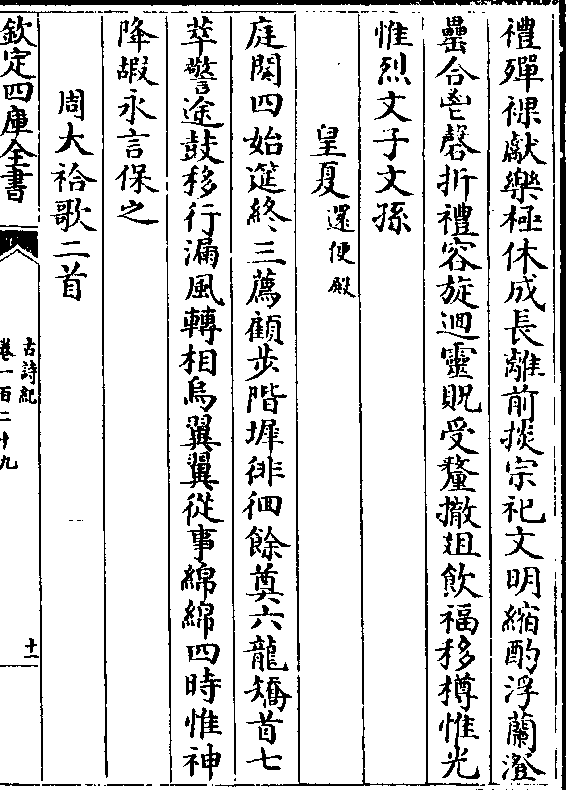 禮殫祼獻樂極休成長離前掞宗祀文明縮酌浮蘭澄
罍合鬯磬折禮容旋迴靈貺受釐撤俎飲福移樽惟光
惟烈文子文孫
皇夏還便殿
庭闋四始筵終三薦顧步階墀徘徊餘奠六龍矯首七
萃警途鼓移行漏風轉相烏翼翼從事綿綿四時惟神
降嘏永言保之
周大祫歌二首
欽定四庫全書
古詩紀
卷一百二十九
十一